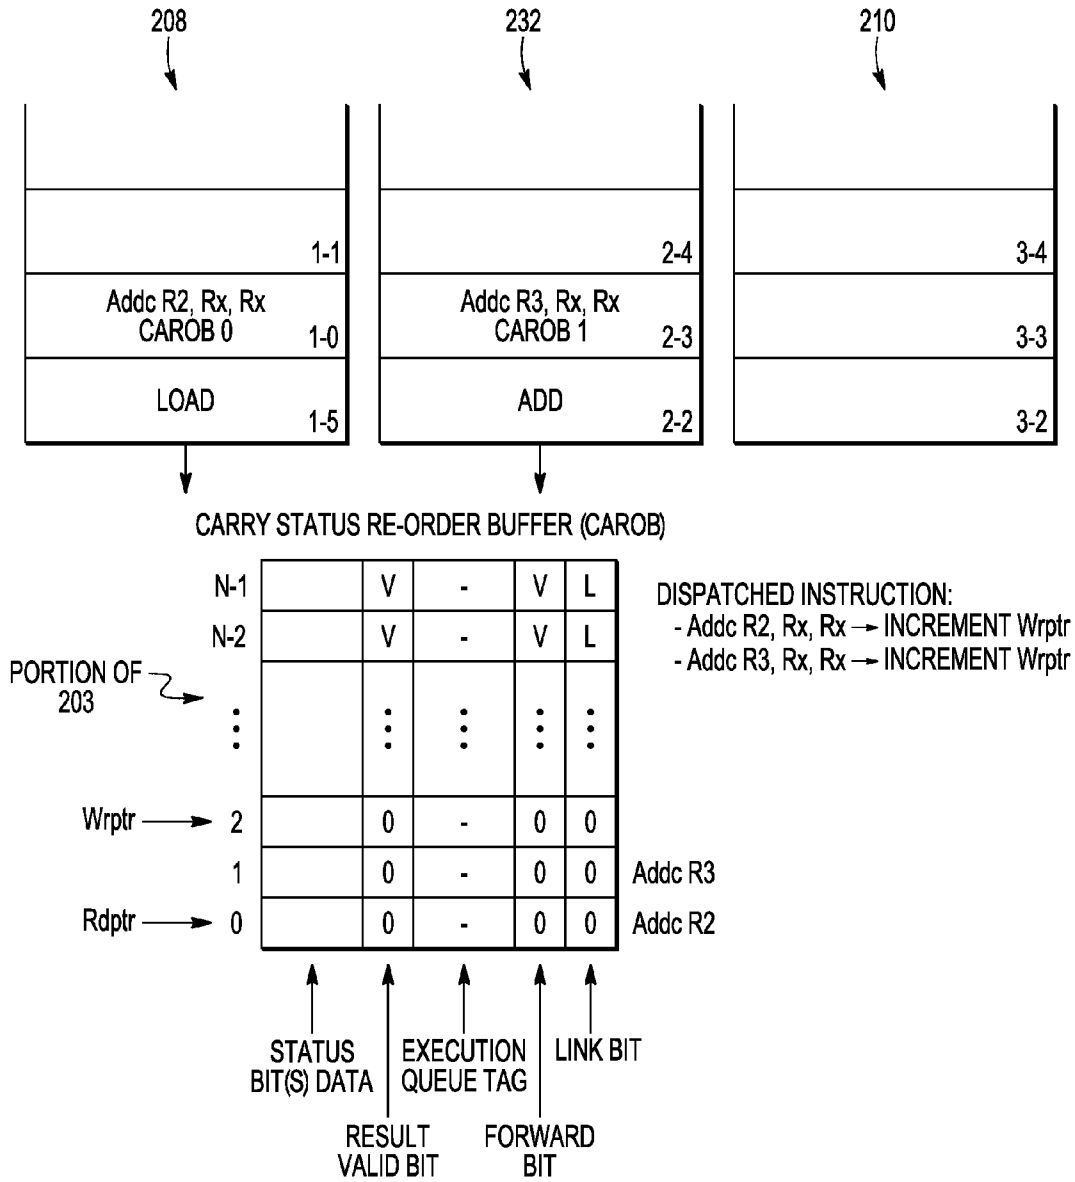 208 232 210
1-1 2-4 3-4
Addc R2, Rx, Rx Addc R3, Rx, Rx
CAROB 0 1-0 CAROB 1 2-3 3-3
LOAD ADD
1-5 2-2 3-2
CARRY STATUS RE-ORDER BUFFER (CAROB)
N-1 V - V L
DISPATCHED INSTRUCTION:
- Addc R2, Rx, Rx → INCREMENT Wrptr
- Addc R3, Rx, Rx → INCREMENT Wrptr
N-2 V - V L
PORTION OF
203
Wrptr → 2 0 - 0 0
1 0 - 0 0 Addc R3
Rdptr → 0 0 - 0 0 Addc R2
STATUS
BIT(S) DATA
RESULT
VALID BIT
EXECUTION
QUEUE TAG
FORWARD
BIT
LINK BIT